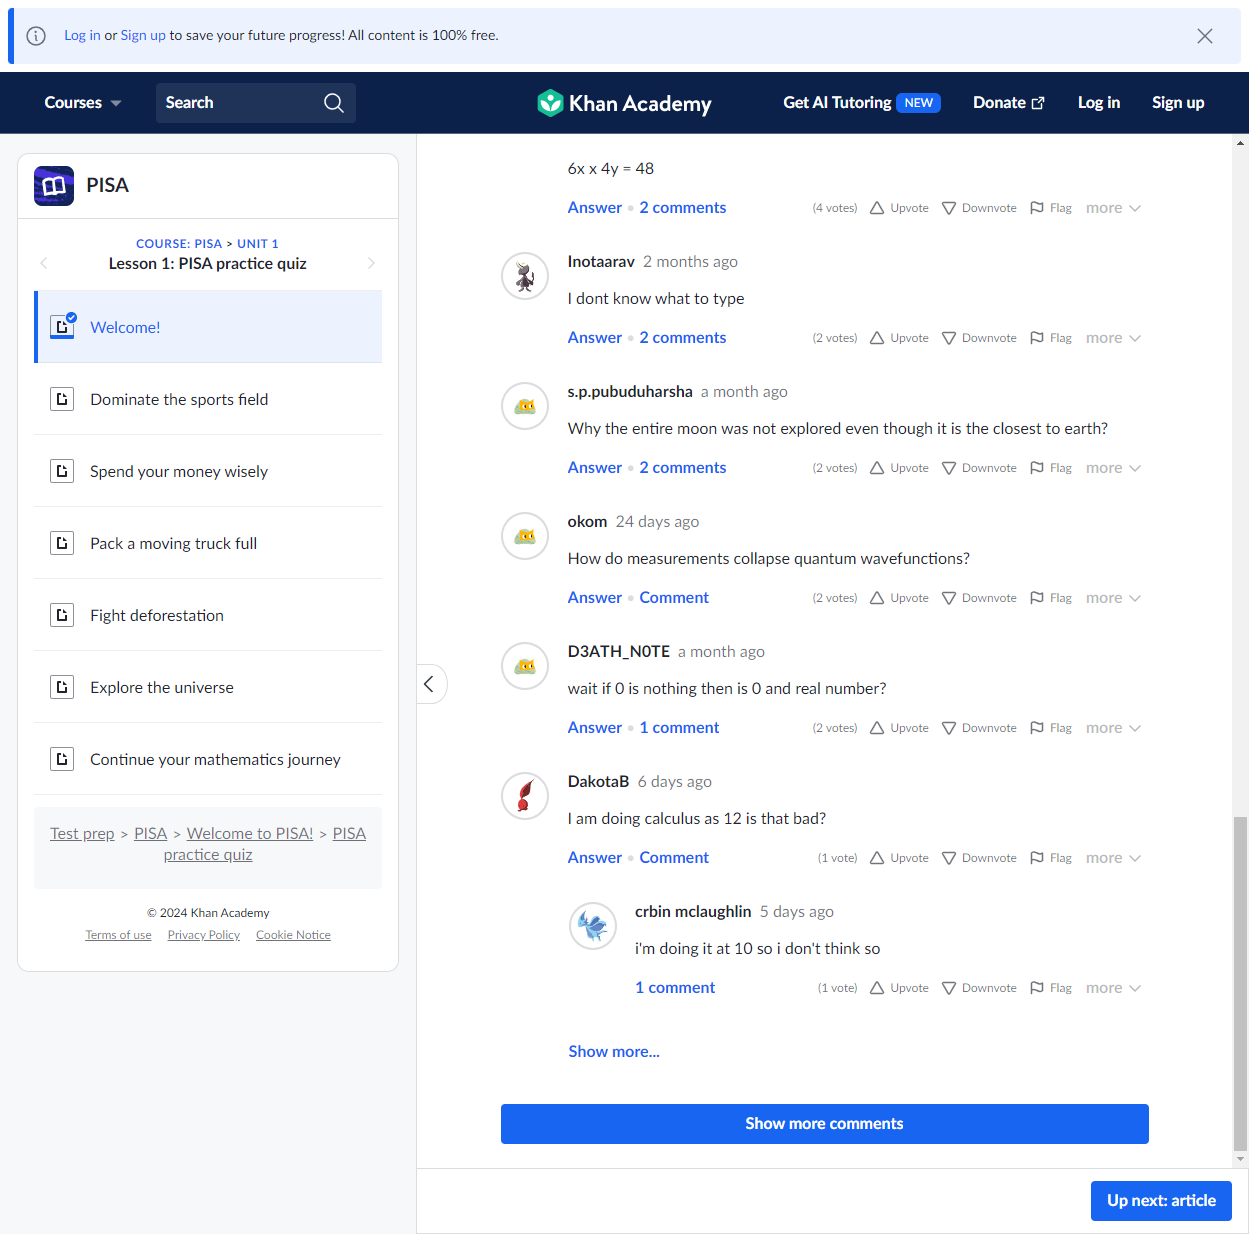 Log in or Sign up to save your future progress! All content is 100% free.
Courses
Search
Khan Academy
Get AI Tutoring NEW
Donate
Log in
Sign up
PISA
COURSE: PISA > UNIT 1
Lesson 1: PISA practice quiz
Welcome!
Dominate the sports field
Spend your money wisely
Pack a moving truck full
Fight deforestation
Explore the universe
Continue your mathematics journey
Test prep > PISA > Welcome to PISA! > PISA
practice quiz
© 2024 Khan Academy
Terms of use Privacy Policy Cookie Notice
6x x 4y = 48
Answer • 2 comments (4 votes) Upvote Downvote Flag more
Inotaarav 2 months ago
I dont know what to type
Answer • 2 comments (2 votes) Upvote Downvote Flag more
s.p.pubuduharsha a month ago
Why the entire moon was not explored even though it is the closest to earth?
Answer • 2 comments (2 votes) Upvote Downvote Flag more
okom 24 days ago
How do measurements collapse quantum wavefunctions?
Answer • Comment (2 votes) Upvote Downvote Flag more
D3ATH_N0TE a month ago
wait if 0 is nothing then is 0 and real number?
Answer • 1 comment (2 votes) Upvote Downvote Flag more
DakotaB 6 days ago
I am doing calculus as 12 is that bad?
Answer • Comment (1 vote) Upvote Downvote Flag more
crbin mclaughlin 5 days ago
i'm doing it at 10 so i don't think so
1 comment (1 vote) Upvote Downvote Flag more
Show more...
Show more comments
Up next: article